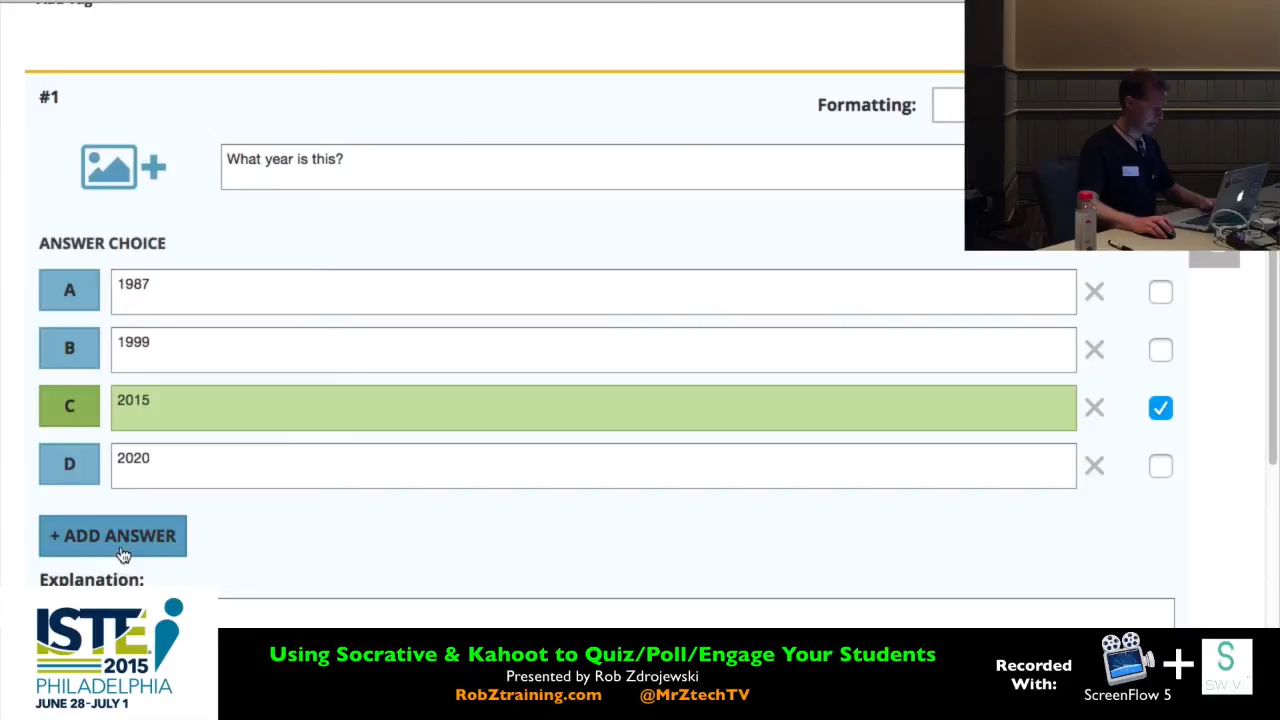 #1
Formatting:
What year is this?
ANSWER CHOICE
A
1987
B
1999
C
2015
D
2020
+ ADD ANSWER
Explanation:
ISTE
2015
PHILADELPHIA
JUNE 28-JULY 1
Using Socrative & Kahoot to Quiz/Poll/Engage Your Students
Presented by Rob Zdrojewski
RobZtraining.com @MrZtechTV
Recorded
With:
ScreenFlow 5
S
SWIVL